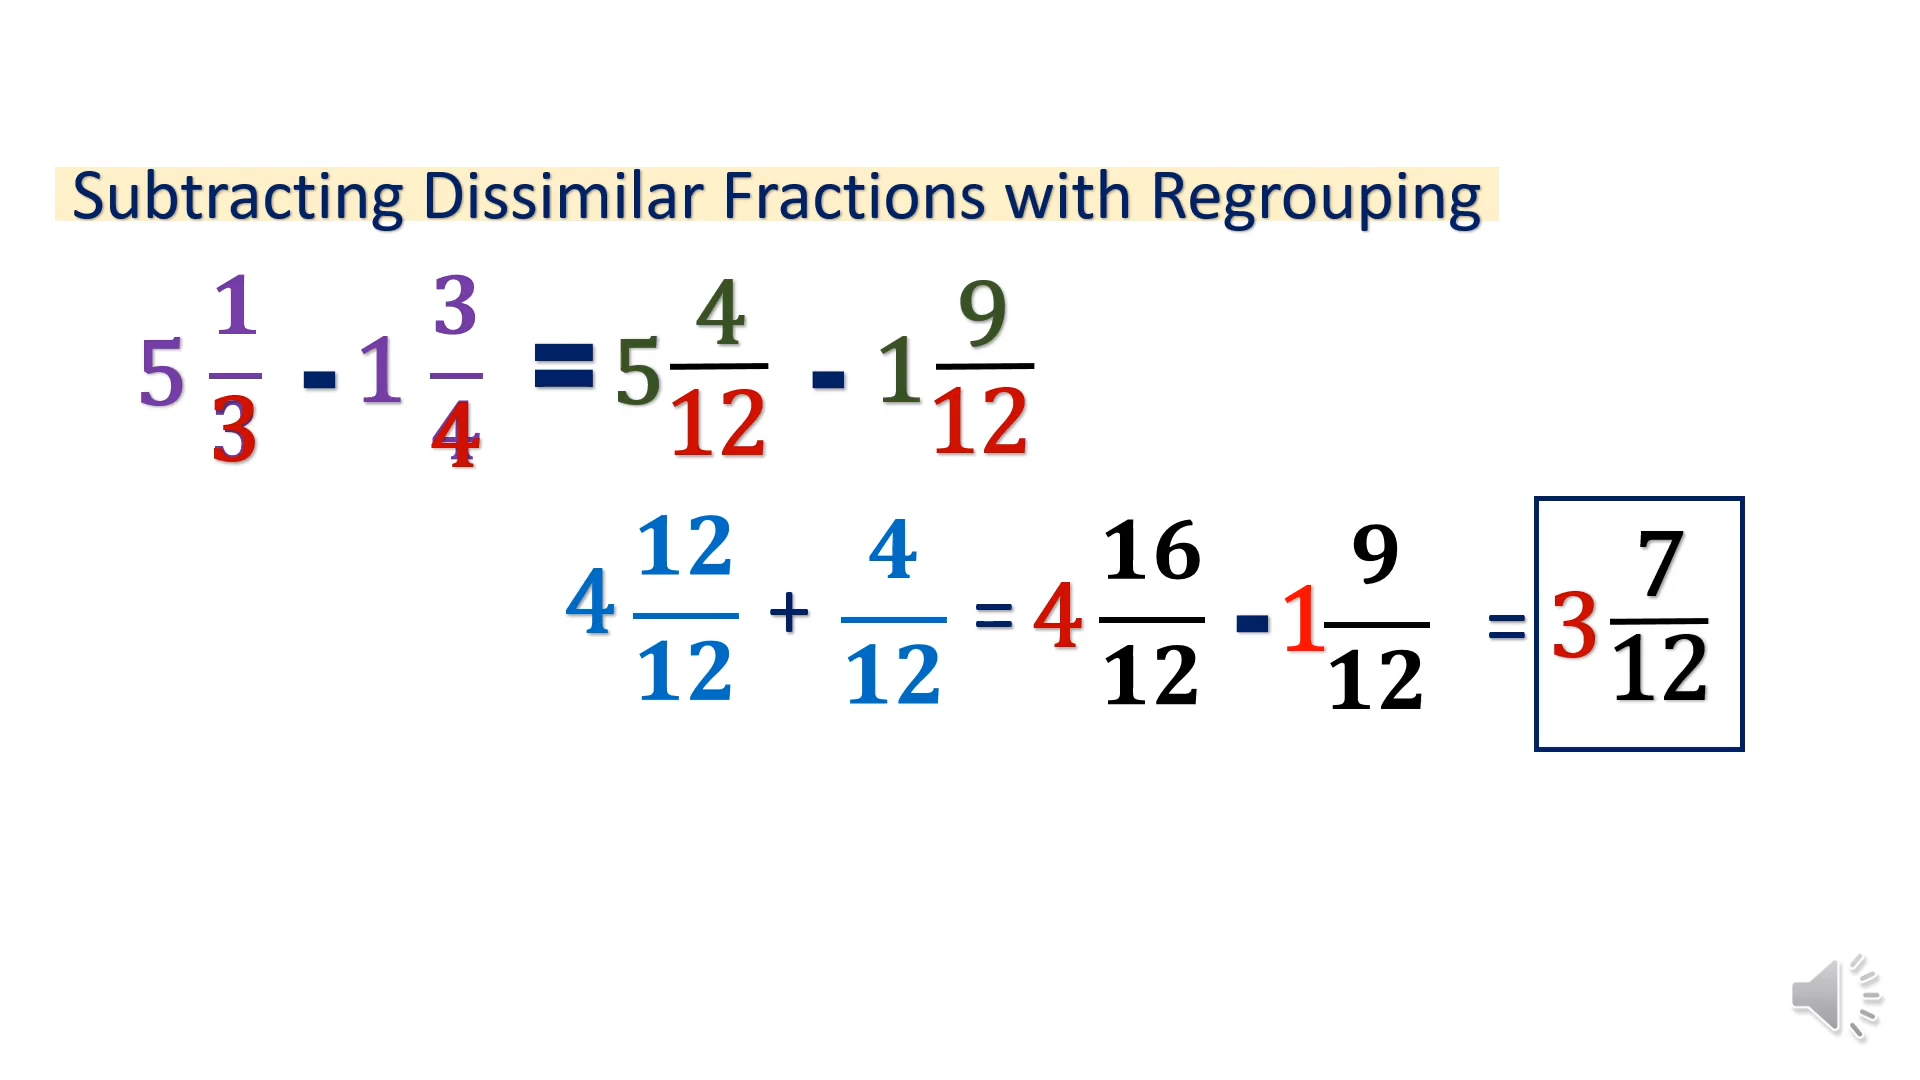 Subtracting Dissimilar Fractions with Regrouping
5 1/3 - 1 3/4 = 5 4/12 - 1 9/12
4 12/12 + 4/12 = 4 16/12 - 1 9/12 = 3 7/12